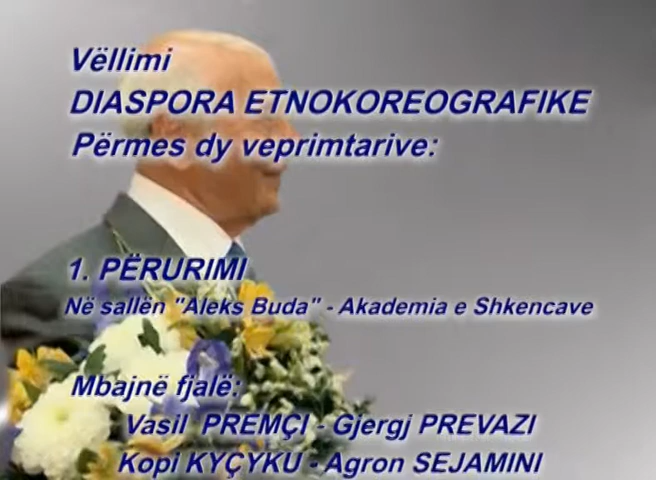 Vëllimi
DIASPORA ETNOKOREOGRAFIKE
Përmes dy veprimtarive:
1. PËRURIMI
Në sallën "Aleks Buda" - Akademia e Shkencave
Mbajnë fjalë:
Vasil PREMÇI - Gjergj PREVAZI
Kopi KYÇYKU - Agron SEJAMINI